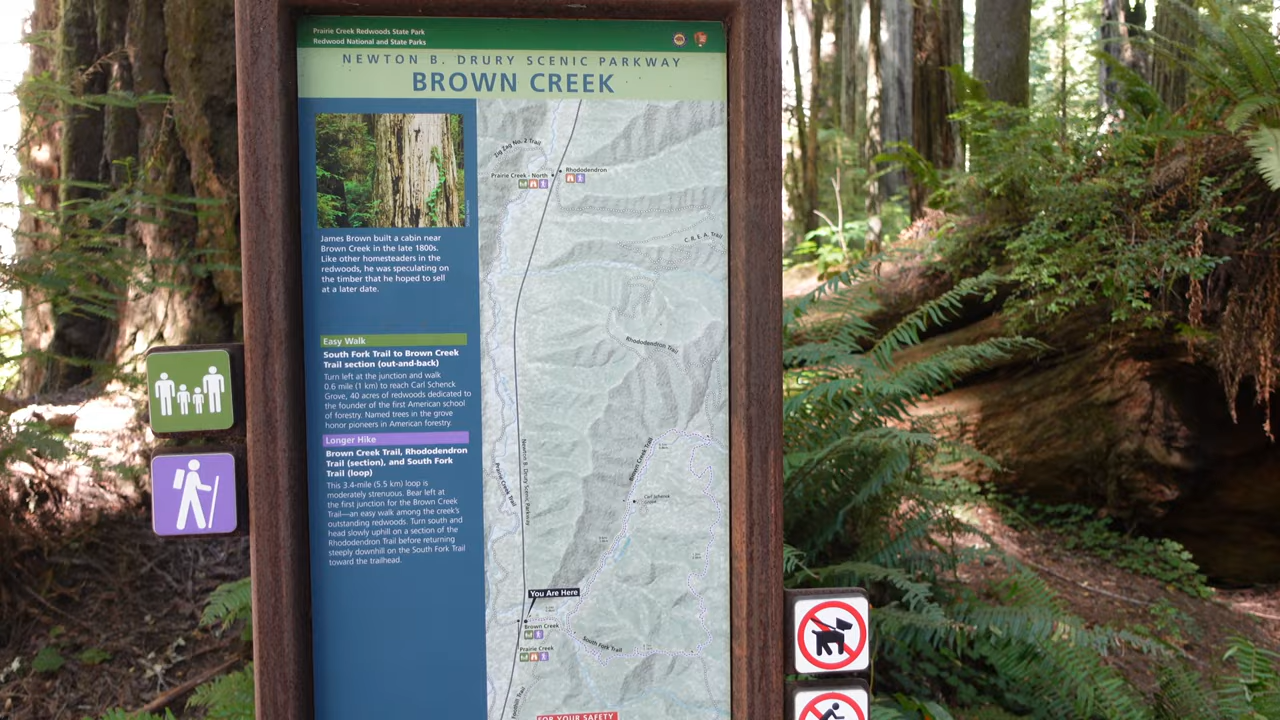 Prairie Creek Redwoods State Park
Redwood National and State Parks
NEWTON B. DRURY SCENIC PARKWAY
BROWN CREEK
James Brown built a cabin near
Brown Creek in the late 1800s.
Like other homesteaders in the
redwoods, he was speculating on
the timber that he hoped to sell
at a later date.
Easy Walk
South Fork Trail to Brown Creek
Trail section (out-and-back)
Turn left at the junction and walk
0.6 mile (1 km) to reach Carl Schenck
Grove, 40 acres of redwoods dedicated to
the founder of the first American school
of forestry. Named trees in the grove
honor pioneers in American forestry.
Longer Hike
Brown Creek Trail, Rhododendron
Trail (section), and South Fork
Trail (loop)
This 3.4-mile (5.5 km) loop is
moderately strenuous. Bear left at
the first junction for the Brown Creek
Trail—an easy walk among the creek's
outstanding redwoods. Turn south and
head slowly uphill on a section of the
Rhododendron Trail before returning
steeply downhill on the South Fork Trail
toward the trailhead.
Zig Zag No. 2 Trail
Prairie Creek - North
Rhododendron
C.R.E.A. Trail
Rhododendron Trail
Brown Creek Trail
Carl Schenck
Grove
Newton B. Drury Scenic Parkway
Prairie Creek Trail
You Are Here
Brown Creek
Prairie Creek
South Fork Trail
Foothill Trail
FOR YOUR SAFETY